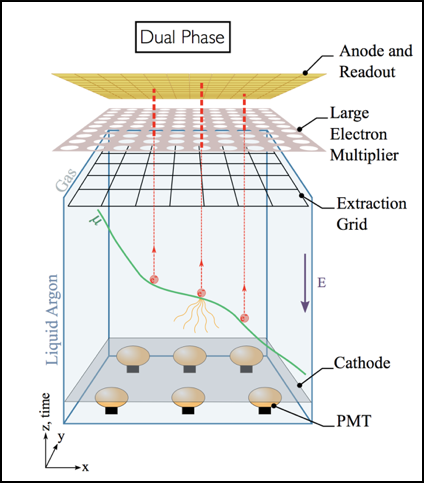 Dual Phase
Anode and
Readout
Large
Electron
Multiplier
Gas
Extraction
Grid
μ
E
Liquid Argon
e⁻
e⁻
e⁻
Cathode
PMT
z, time
y
x